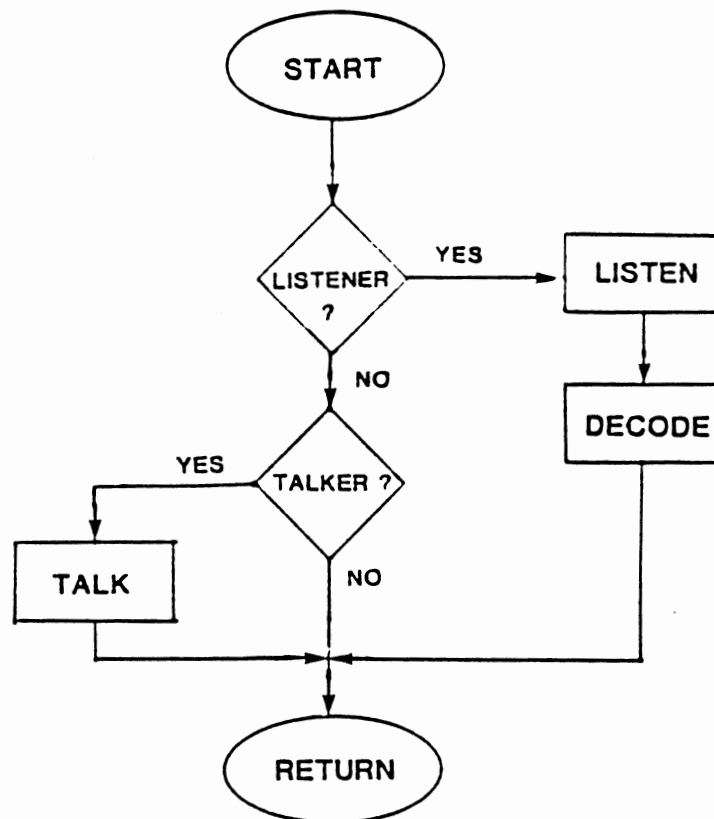 START
LISTENER
?
YES
LISTEN
NO
DECODE
YES
TALKER ?
TALK
NO
RETURN